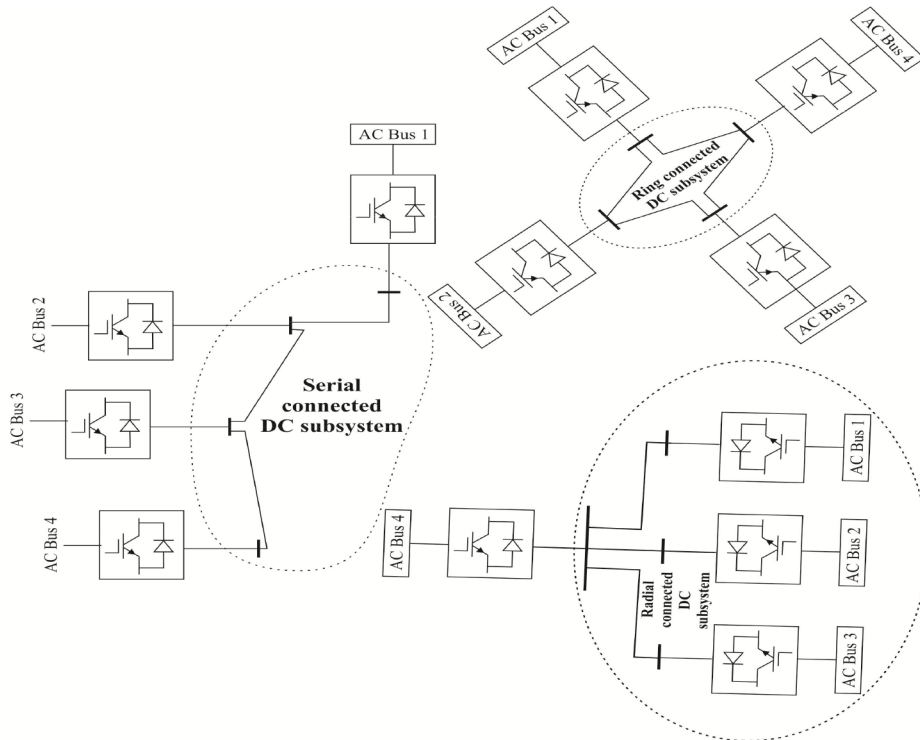 AC Bus 1
AC Bus 2
AC Bus 3
AC Bus 4
Serial
connected
DC subsystem
AC Bus 1
AC Bus 4
Ring connected
DC subsystem
AC Bus 2
AC Bus 3
AC Bus 4
Radial
connected
DC
subsystem
AC Bus 1
AC Bus 2
AC Bus 3